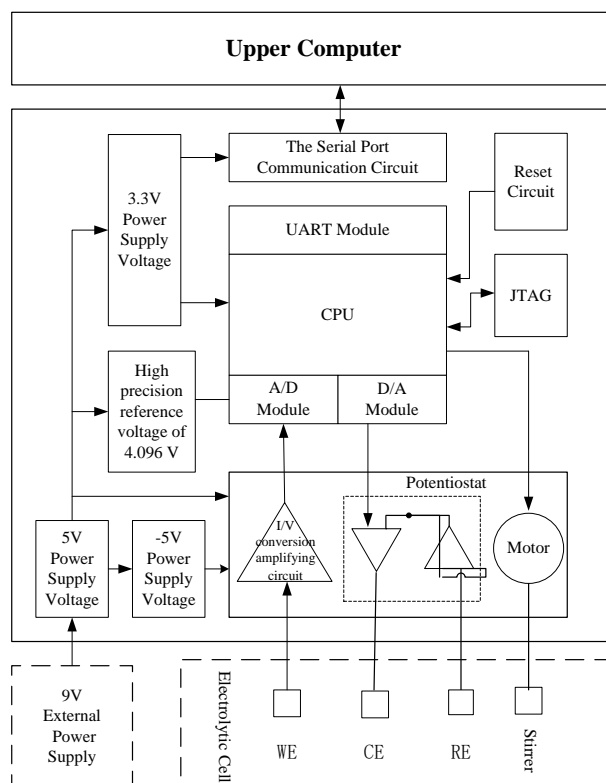 Upper Computer
The Serial Port
Communication Circuit
Reset
Circuit
3.3V
Power
Supply
Voltage
UART Module
CPU
JTAG
High
precision
reference
voltage of
4.096 V
A/D
Module
D/A
Module
Potentiostat
I/V
conversion
amplifying
circuit
Motor
5V
Power
Supply
Voltage
-5V
Power
Supply
Voltage
9V
External
Power
Supply
Electrolytic Cell
WE
CE
RE
Stirrer